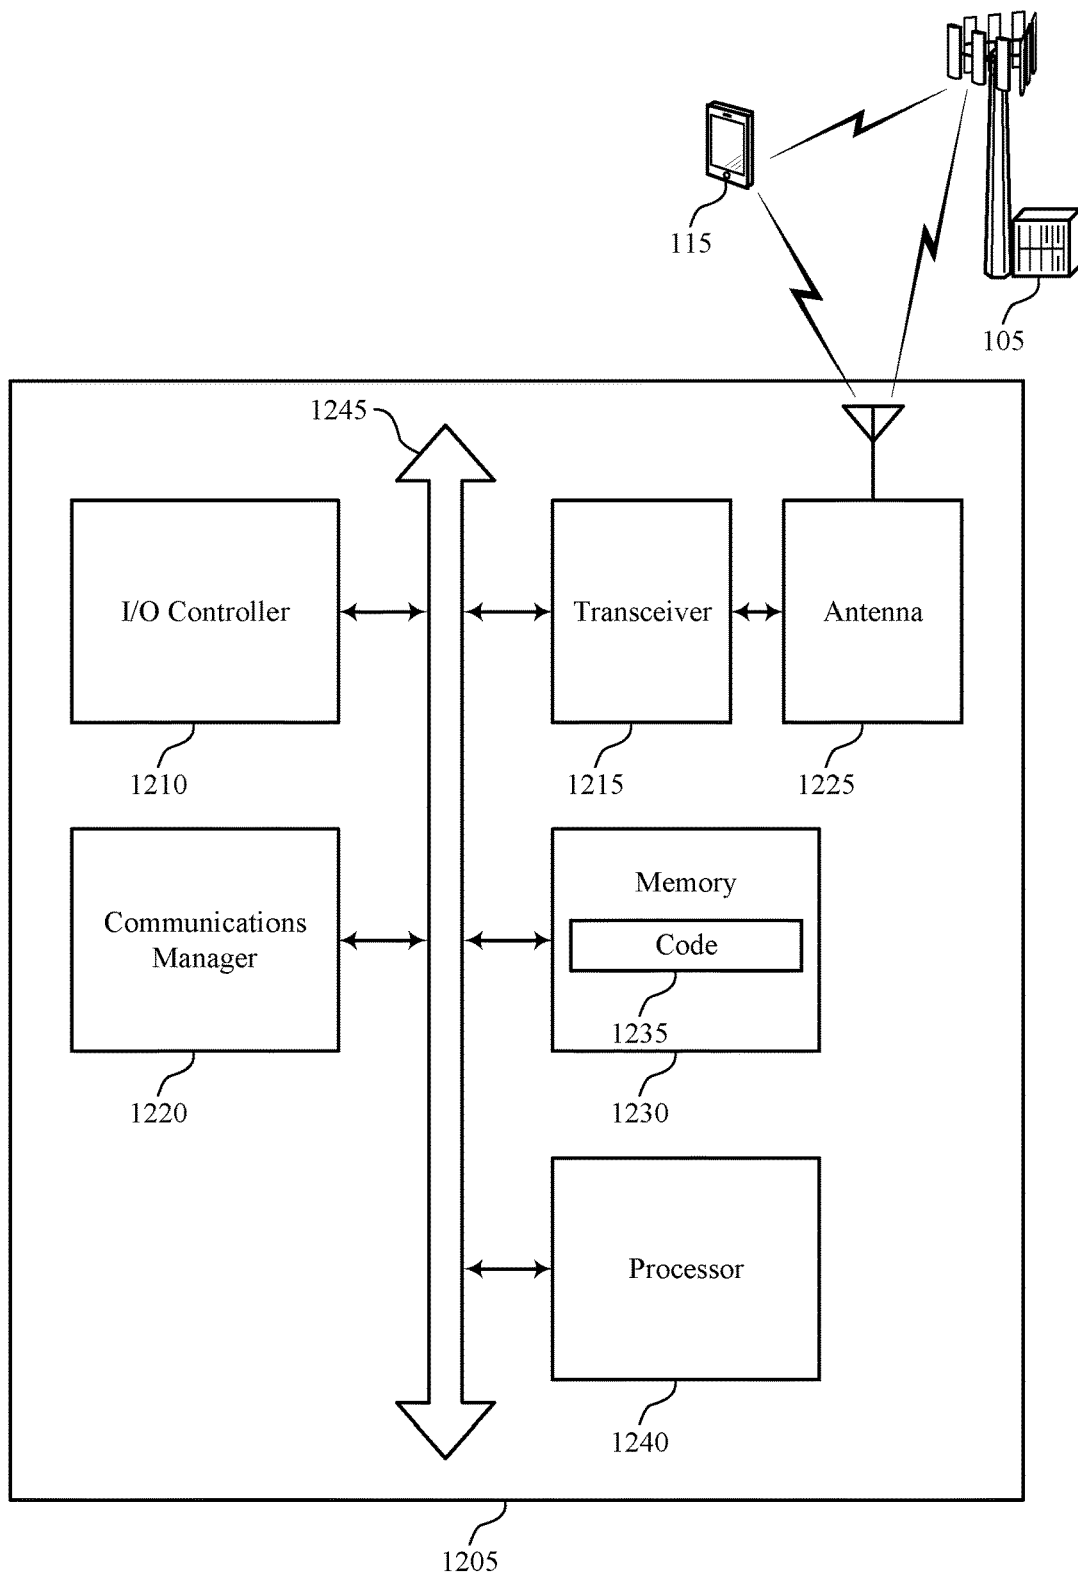 115
105
1245
I/O Controller
Transceiver
Antenna
1210
1215
1225
Communications
Manager
Memory
Code
1235
1220
1230
Processor
1240
1205